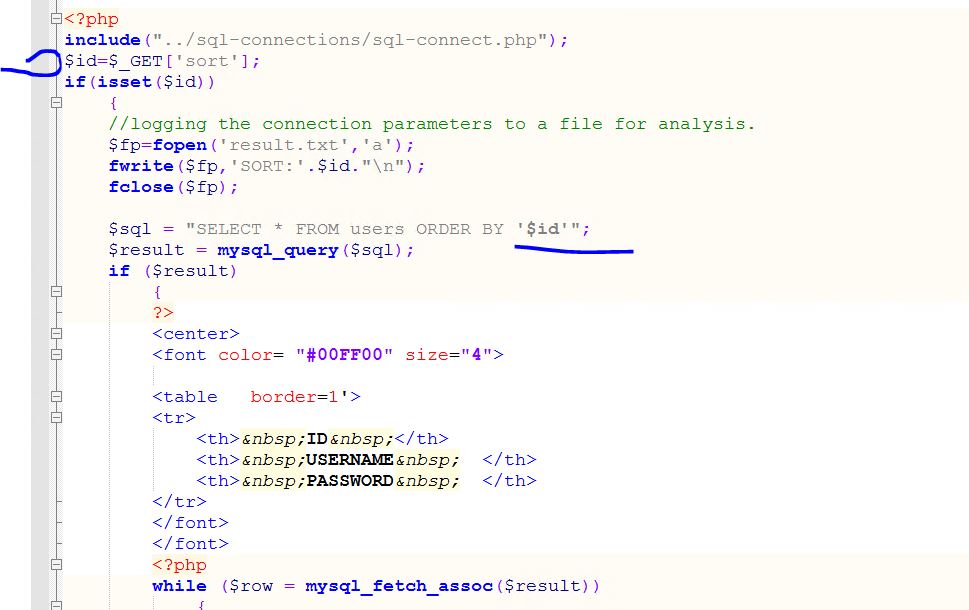 <?php
include("../sql-connections/sql-connect.php");
$id=$_GET['sort'];
if(isset($id))
{
//logging the connection parameters to a file for analysis.
$fp=fopen('result.txt','a');
fwrite($fp,'SORT:'.$id."\n");
fclose($fp);
$sql = "SELECT * FROM users ORDER BY '$id'";
$result = mysql_query($sql);
if ($result)
{
?>
<center>
<font color= "#00FF00" size="4">
<table   border=1'>
<tr>
<th>&nbsp;ID&nbsp;</th>
<th>&nbsp;USERNAME&nbsp;  </th>
<th>&nbsp;PASSWORD&nbsp;  </th>
</tr>
</font>
</font>
<?php
while ($row = mysql_fetch_assoc($result))
{